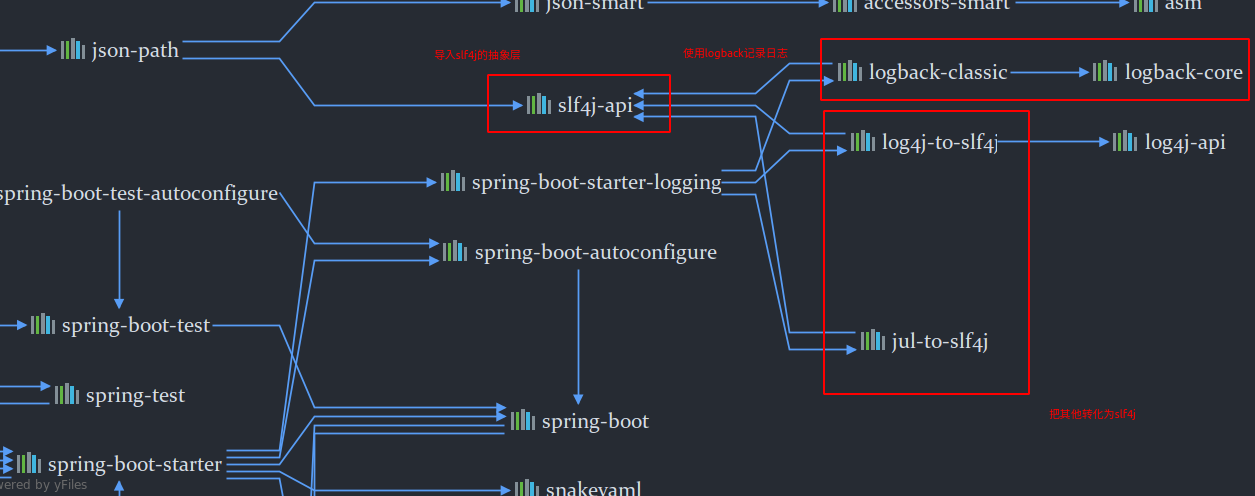 json-smart
accessors-smart
asm
json-path
导入slf4j的抽象层
使用logback记录日志
logback-classic
logback-core
slf4j-api
log4j-to-slf4j
log4j-api
spring-boot-starter-logging
spring-boot-test-autoconfigure
spring-boot-autoconfigure
spring-boot-test
jul-to-slf4j
spring-test
把其他转化为slf4j
spring-boot
spring-boot-starter
wered by yFiles
snakeyaml